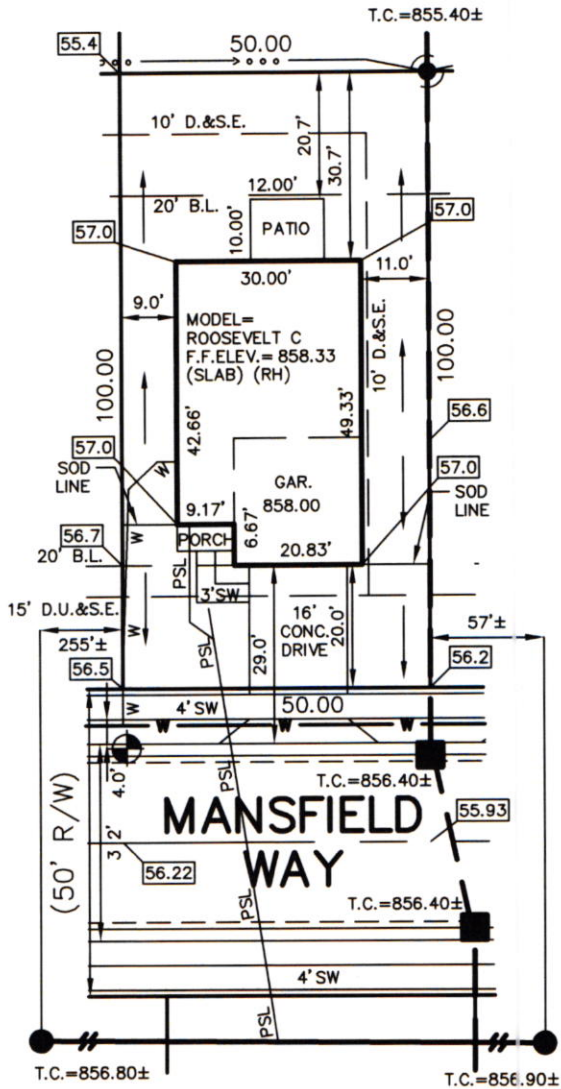 T.C.=855.40±
55.4
50.00
10' D.&S.E.
20.7'
30.7'
12.00'
20' B.L.
57.0
10.00'
PATIO
57.0
30.00'
11.0'
9.0'
MODEL=
ROOSEVELT C
F.F.ELEV.= 858.33
(SLAB) (RH)
10' D.&S.E.
100.00
100.00
42.66'
49.33'
56.6
57.0
SOD
LINE
W
GAR.
858.00
57.0
SOD
LINE
9.17'
6.67'
W
PORCH
56.7
20' B.L.
20.83'
PSL
3'SW
15' D.U.&S.E.
W
16'
CONC.
DRIVE
29.0'
20.0'
57'±
255'±
PSL
56.5
56.2
4' SW
50.00
W
W
W
W
4.0'
T.C.=856.40±
PSL
MANSFIELD
WAY
55.93
(50' R/W)
32'
56.22
PSL
T.C.=856.40±
4' SW
PSL
T.C.=856.80±
T.C.=856.90±